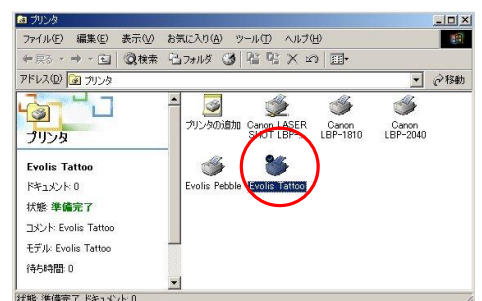 プリンタ
ファイル(F) 編集(E) 表示(V) お気に入り(A) ツール(T) ヘルプ(H)
戻る 検索 フォルダ
アドレス(D) プリンタ 移動
プリンタ
Evolis Tattoo
ドキュメント: 0
状態: 準備完了
コメント: Evolis Tattoo
モデル: Evolis Tattoo
待ち時間: 0
プリンタの追加
Canon LASER
SHOT LBP-...
Canon
LBP-1810
Canon
LBP-2040
Evolis Pebble
Evolis Tattoo
状態: 準備完了 ドキュメント: 0